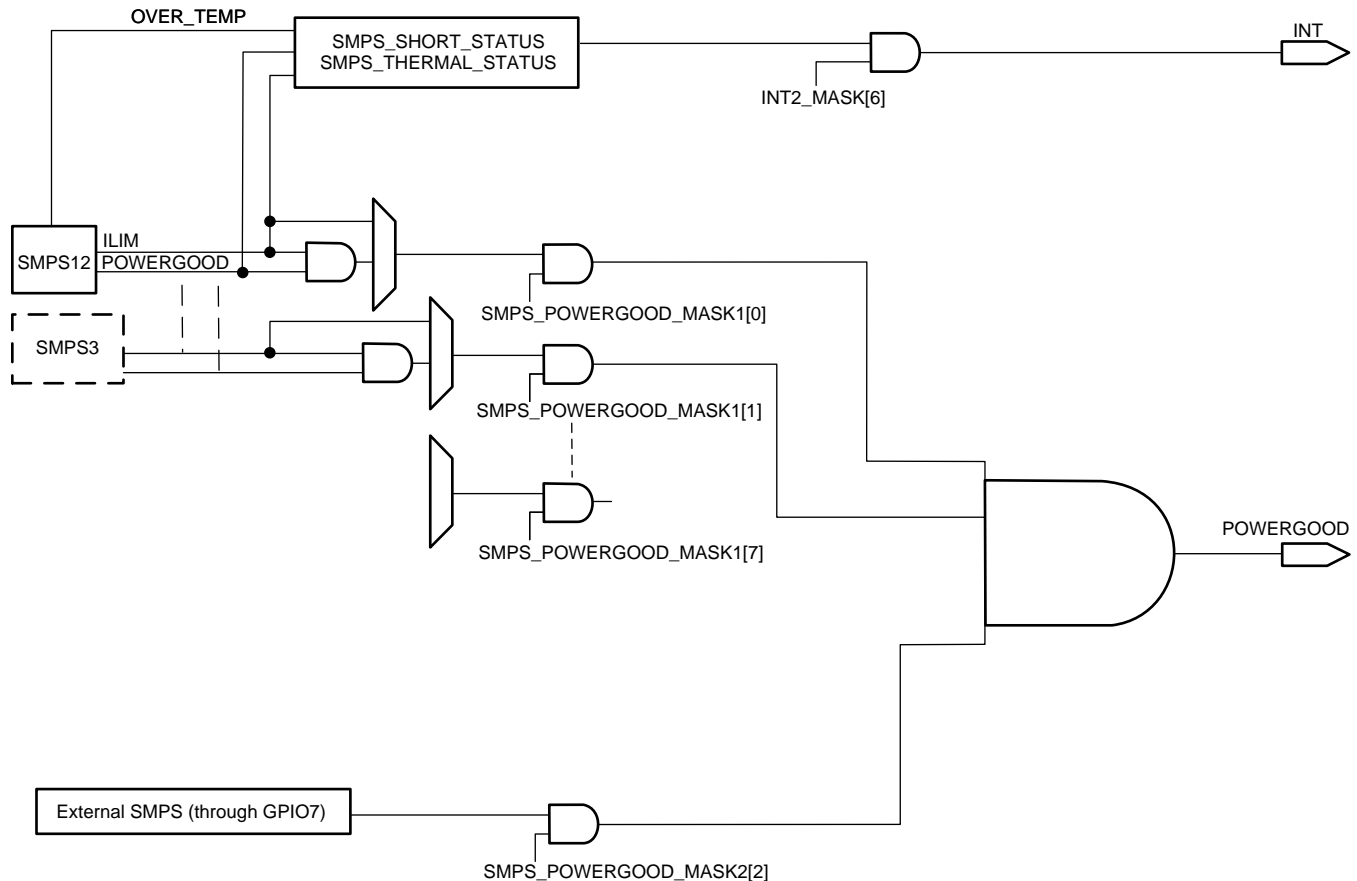 OVER_TEMP
SMPS_SHORT_STATUS
SMPS_THERMAL_STATUS
INT
INT2_MASK[6]
SMPS12
ILIM
POWERGOOD
SMPS_POWERGOOD_MASK1[0]
SMPS3
SMPS_POWERGOOD_MASK1[1]
SMPS_POWERGOOD_MASK1[7]
POWERGOOD
External SMPS (through GPIO7)
SMPS_POWERGOOD_MASK2[2]